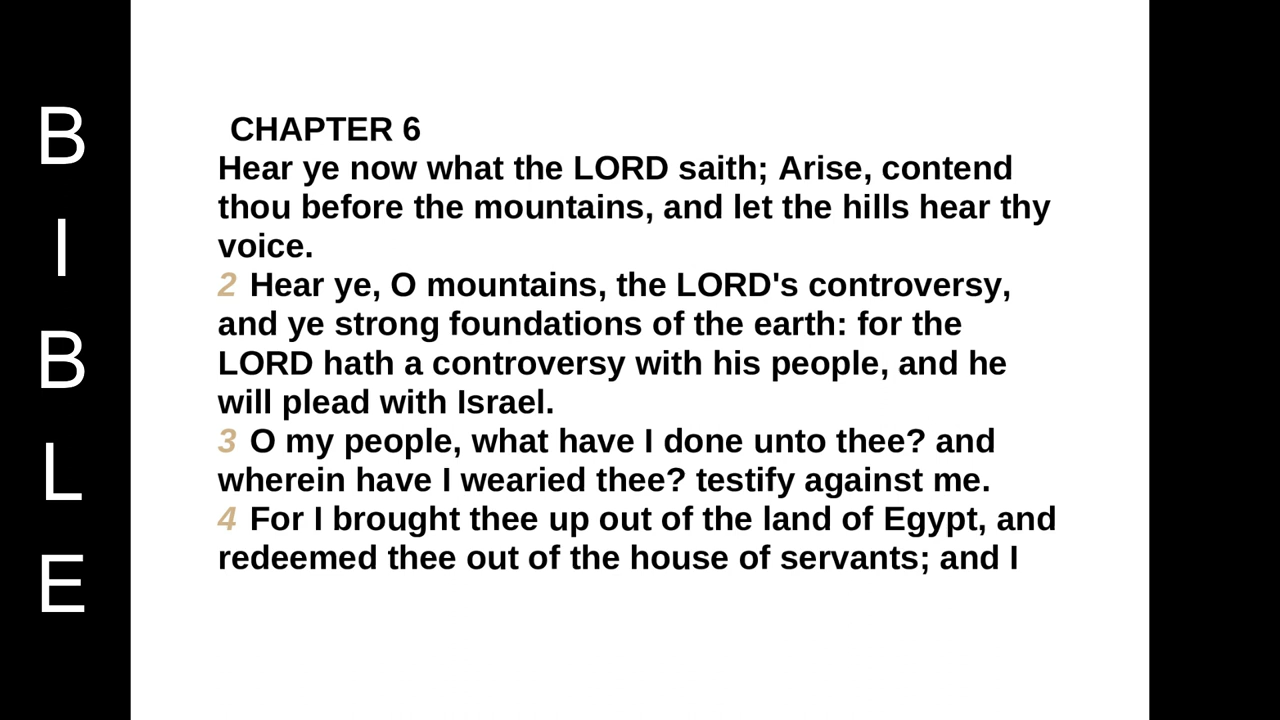 BIBLE
CHAPTER 6
Hear ye now what the LORD saith; Arise, contend
thou before the mountains, and let the hills hear thy
voice.
2 Hear ye, O mountains, the LORD's controversy,
and ye strong foundations of the earth: for the
LORD hath a controversy with his people, and he
will plead with Israel.
3 O my people, what have I done unto thee? and
wherein have I wearied thee? testify against me.
4 For I brought thee up out of the land of Egypt, and
redeemed thee out of the house of servants; and I